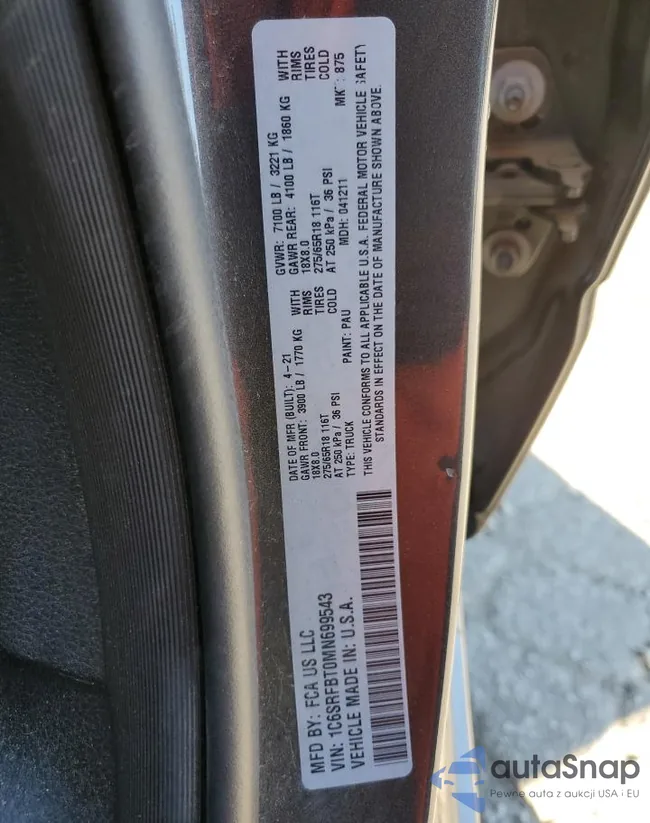 MFD BY: FCA US LLC
VIN: 1C6SRFBT0MN699543
VEHICLE MADE IN: U.S.A.
DATE OF MFR (BUILT): 4-21
GAWR FRONT: 3900 LB / 1770 KG WITH
18X8.0 RIMS
275/65R18 116T TIRES
AT 250 kPa / 36 PSI COLD
TYPE: TRUCK PAINT: PAU
GVWR: 7100 LB / 3221 KG
GAWR REAR: 4100 LB / 1860 KG WITH
18X8.0 RIMS
275/65R18 116T TIRES
AT 250 kPa / 36 PSI COLD
MDH: 041211 MK: 875
THIS VEHICLE CONFORMS TO ALL APPLICABLE U.S.A. FEDERAL MOTOR VEHICLE SAFETY
STANDARDS IN EFFECT ON THE DATE OF MANUFACTURE SHOWN ABOVE.
autaSnap
Pewne auta z aukcji USA i EU